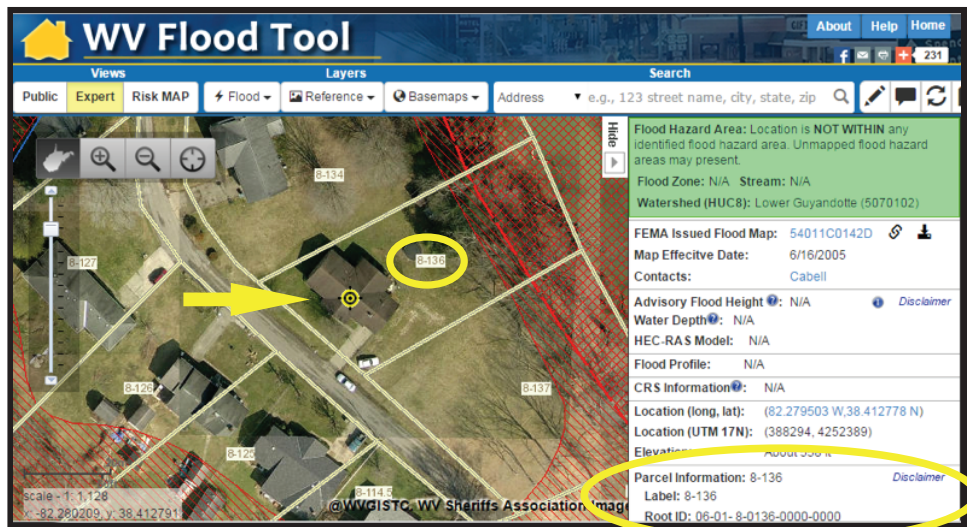 WV Flood Tool
About Help Home
231
Views Layers Search
Public Expert Risk MAP Flood Reference Basemaps Address e.g., 123 street name, city, state, zip
Hide
8-134
8-136
8-127
8-137
8-126
8-125
8-114.5
scale - 1: 1,128
x: -82.280209, y: 38.412791
@WVGISTC, WV Sheriffs Association
Flood Hazard Area: Location is NOT WITHIN any
identified flood hazard area. Unmapped flood hazard
areas may present.
Flood Zone: N/A Stream: N/A
Watershed (HUC8): Lower Guyandotte (5070102)
FEMA Issued Flood Map: 54011C0142D
Map Effecitve Date: 6/16/2005
Contacts: Cabell
Advisory Flood Height ?: N/A Disclaimer
Water Depth?: N/A
HEC-RAS Model: N/A
Flood Profile: N/A
CRS Information?: N/A
Location (long, lat): (82.279503 W,38.412778 N)
Location (UTM 17N): (388294, 4252389)
Elevation: About
Parcel Information: 8-136 Disclaimer
Label: 8-136
Root ID: 06-01- 8-0136-0000-0000